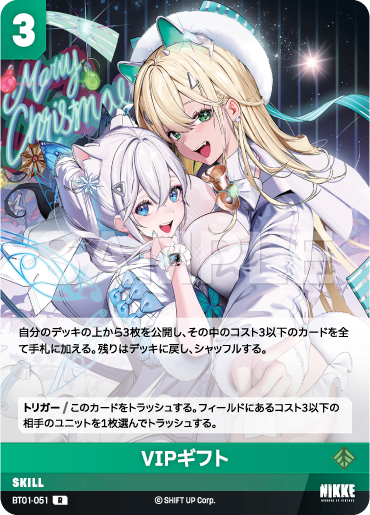 3
Merry
Christmas
SAMPLE
自分のデッキの上から3枚を公開し、その中のコスト3以下のカードを全
て手札に加える。残りはデッキに戻し、シャッフルする。
トリガー / このカードをトラッシュする。フィールドにあるコスト3以下の
相手のユニットを1枚選んでトラッシュする。
VIPギフト
SKILL
BT01-051 R
© SHIFT UP Corp.
NIKKE